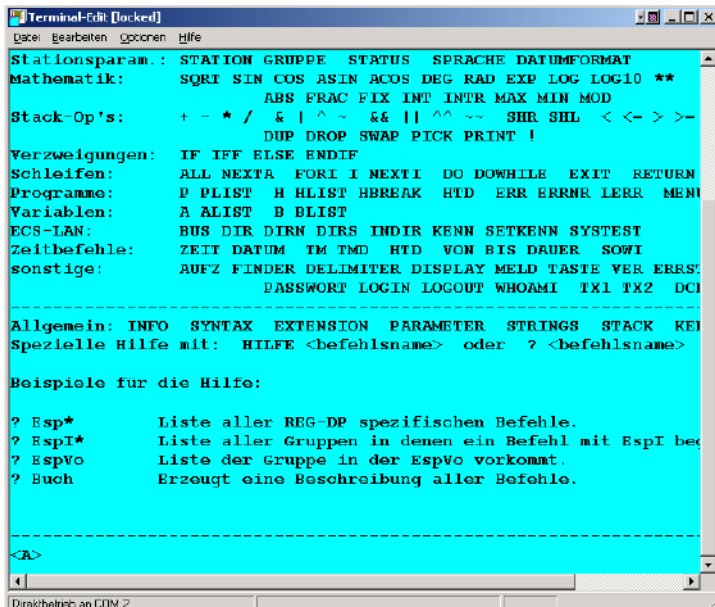 Terminal-Edit [locked]
Datei Bearbeiten Optionen Hilfe
Stationsparam.: STATION GRUPPE STATUS SPRACHE DATUMFORMAT
Mathematik: SQRT SIN COS ASIN ACOS DEG RAD EXP LOG LOG10 **
ABS FRAC FIX INT INTR MAX MIN MOD
Stack-Op's: + - * / & | ^ ~ && || ^^ ~~ SHR SHL < <= > >=
DUP DROP SWAP PICK PRINT !
Verzweigungen: IF IFF ELSE ENDIF
Schleifen: ALL NEXTA FORI I NEXTI DO DOWHILE EXIT RETURN
Programme: P PLIST H HLIST HBREAK HTD ERR ERRNR LERR MENU
Variablen: A ALIST B BLIST
ECS-LAN: BUS DIR DIRN DIRS INDIR KENN SETKENN SYSTEST
Zeitbefehle: ZEIT DATUM TM TMD HTD VON BIS DAUER SOWI
sonstige: AUFZ FINDER DELIMITER DISPLAY MELD TASTE VER ERRS
PASSWORT LOGIN LOGOUT WHOAMI TX1 TX2
Allgemein: INFO SYNTAX EXTENSION PARAMETER STRINGS STACK
Spezielle Hilfe mit: HILFE <befehlsname> oder ? <befehlsname>
Beispiele für die Hilfe:
? Esp* Liste aller REG-DP spezifischen Befehle.
? EspI* Liste aller Gruppen in denen ein Befehl mit EspI beg
? EspVo Liste der Gruppe in der EspVo vorkommt.
? Buch Erzeugt eine Beschreibung aller Befehle.
<A>
Direktbetrieb an COM 2